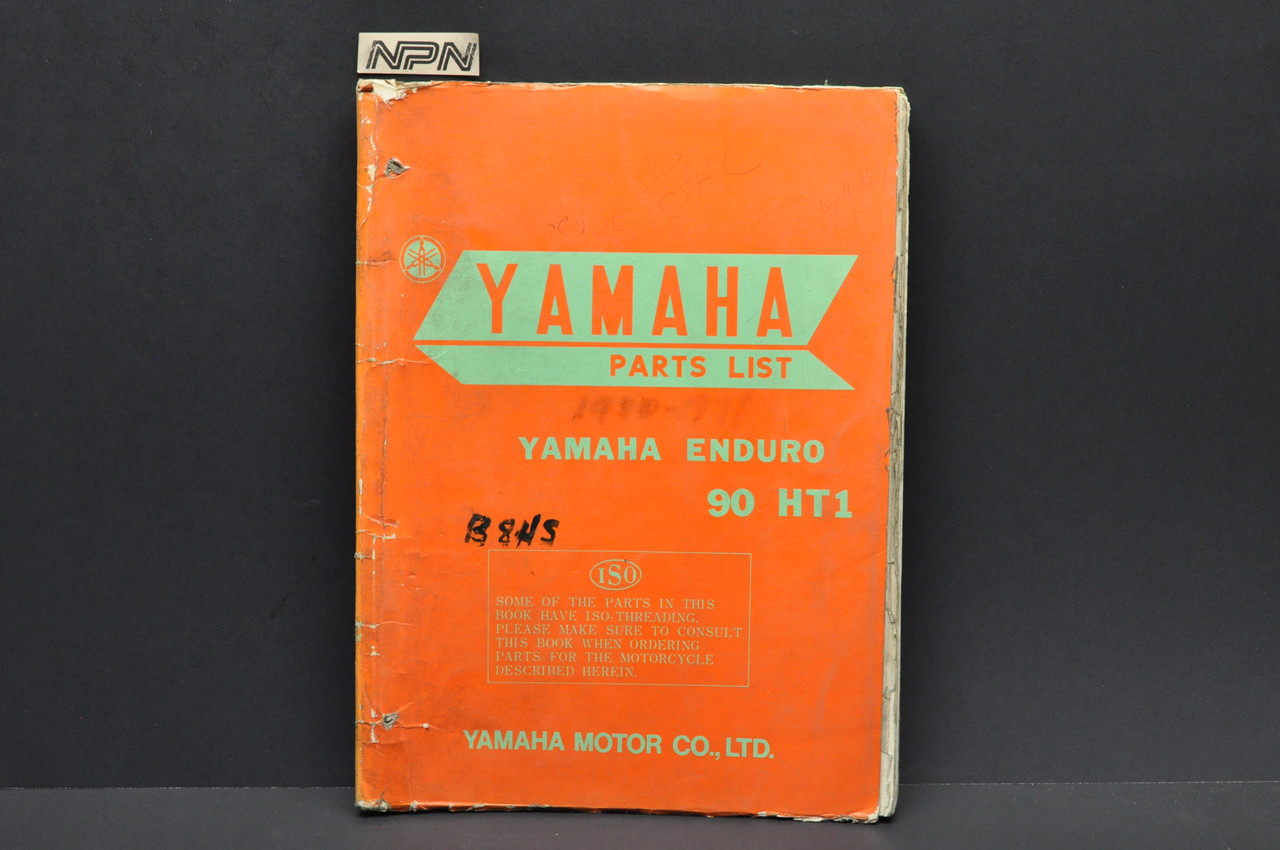 NPN
YAMAHA
PARTS LIST
YAMAHA ENDURO
90 HT1
B8HS
ISO
SOME OF THE PARTS IN THIS
BOOK HAVE ISO-THREADING.
PLEASE MAKE SURE TO CONSULT
THIS BOOK WHEN ORDERING
PARTS FOR THE MOTORCYCLE
DESCRIBED HEREIN.
YAMAHA MOTOR CO., LTD.